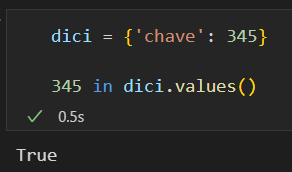 dici = {'chave': 345}
345 in dici.values()
✓ 0.5s
True